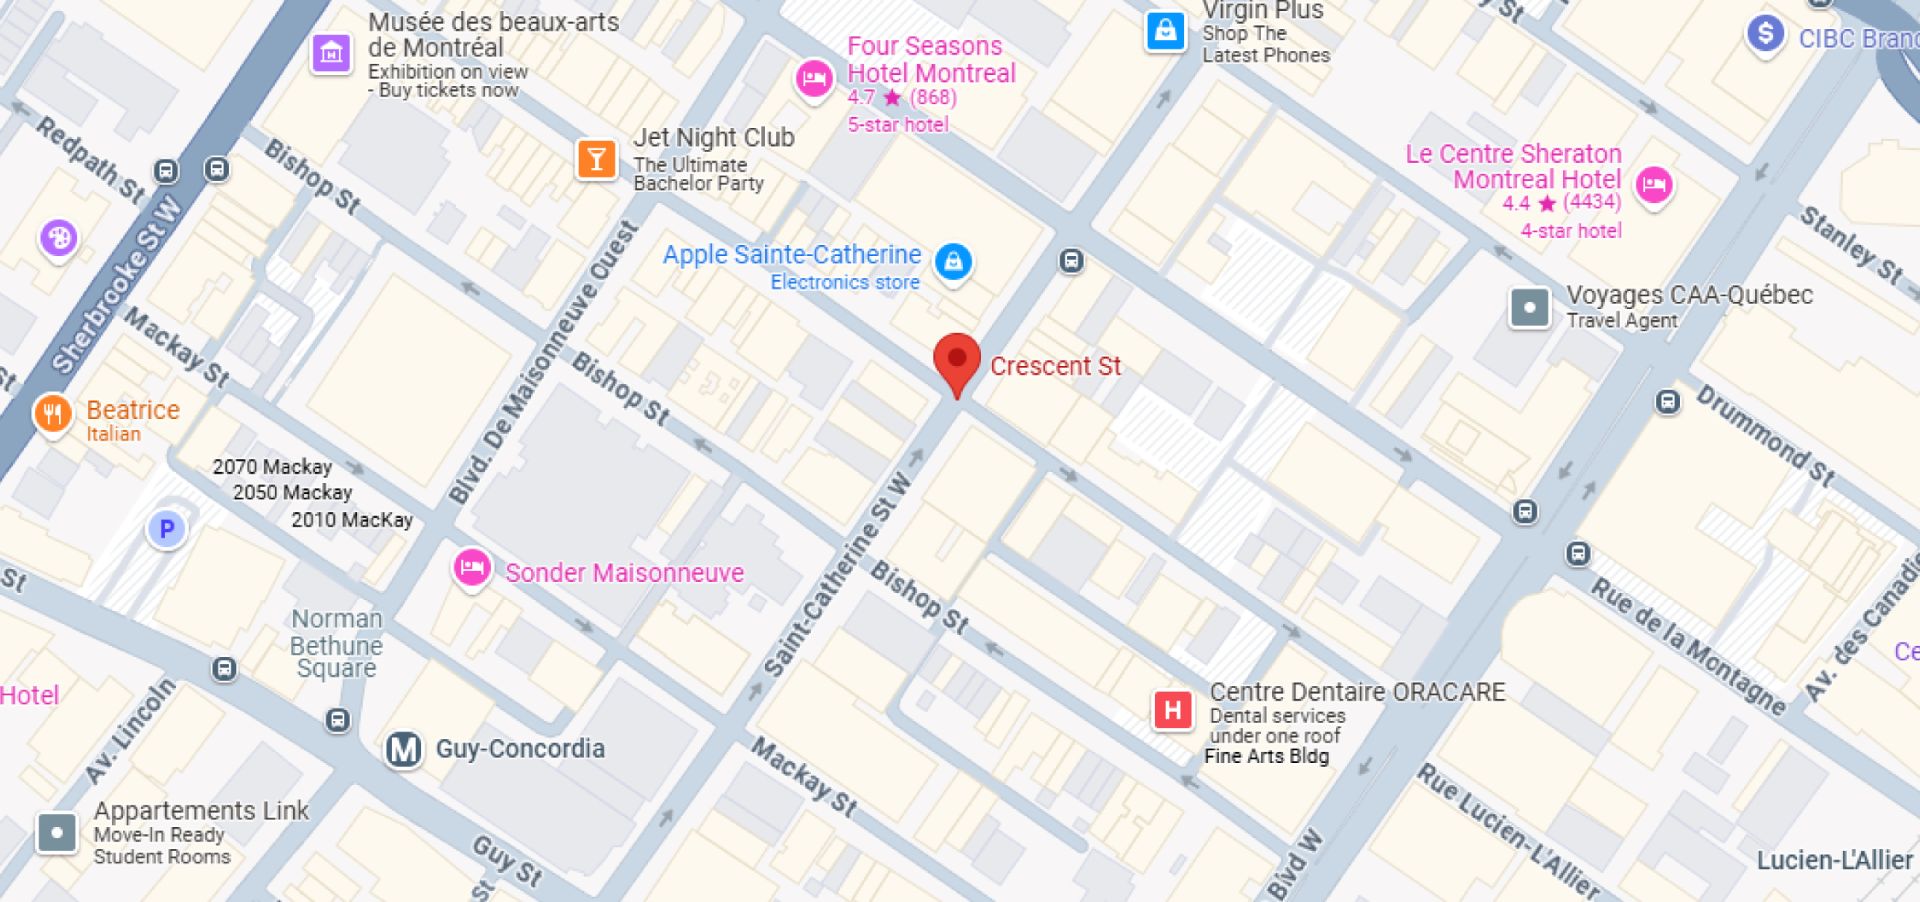 Musée des beaux-arts
de Montréal
Exhibition on view
- Buy tickets now
Four Seasons
Hotel Montreal
4.7 ★ (868)
5-star hotel
Virgin Plus
Shop The
Latest Phones
CIBC Branc
Redpath St
Bishop St
Jet Night Club
The Ultimate
Bachelor Party
Le Centre Sheraton
Montreal Hotel
4.4 ★ (4434)
4-star hotel
Stanley St
Sherbrooke St W
Apple Sainte-Catherine
Electronics store
Voyages CAA-Québec
Travel Agent
Mackay St
Blvd. De Maisonneuve Ouest
Bishop St
Crescent St
St
Beatrice
Italian
Drummond St
2070 Mackay
2050 Mackay
2010 MacKay
P
Saint-Catherine St W
Sonder Maisonneuve
St
Bishop St
Norman
Bethune
Square
Rue de la Montagne
Av. des Canadie
Ce
Hotel
Av. Lincoln
M
Guy-Concordia
H
Centre Dentaire ORACARE
Dental services
under one roof
Fine Arts Bldg
Mackay St
Rue Lucien-L'Allier
Appartements Link
Move-In Ready
Student Rooms
Guy St
St
Blvd W
Lucien-L'Allier